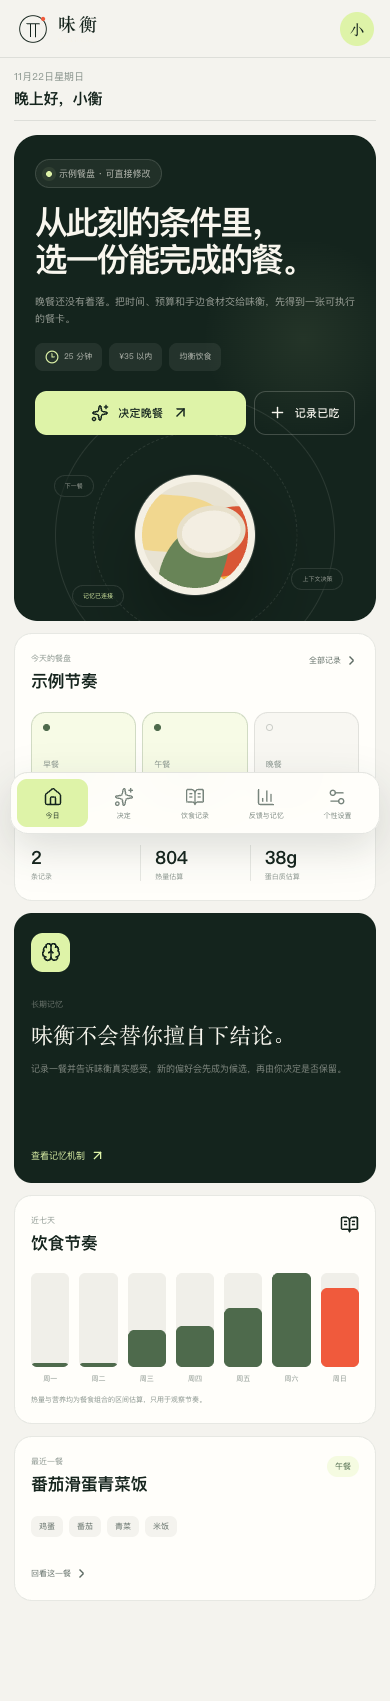 味衡
小
11月22日星期日
晚上好，小衡
示例餐盘 · 可直接修改
从此刻的条件里，
选一份能完成的餐。
晚餐还没有着落。把时间、预算和手边食材交给味衡，先得到一张可执行
的餐卡。
25 分钟
¥35 以内
均衡饮食
决定晚餐
记录已吃
下一餐
上下文决策
记忆已连接
今天的餐盘
示例节奏
全部记录
早餐
午餐
晚餐
今日
决定
饮食记录
反馈与记忆
个性设置
2
条记录
804
热量估算
38g
蛋白质估算
长期记忆
味衡不会替你擅自下结论。
记录一餐并告诉味衡真实感受，新的偏好会先成为候选，再由你决定是否保留。
查看记忆机制
近七天
饮食节奏
周一
周二
周三
周四
周五
周六
周日
热量与营养均为餐食组合的区间估算，只用于观察节奏。
最近一餐
番茄滑蛋青菜饭
午餐
鸡蛋
番茄
青菜
米饭
回看这一餐